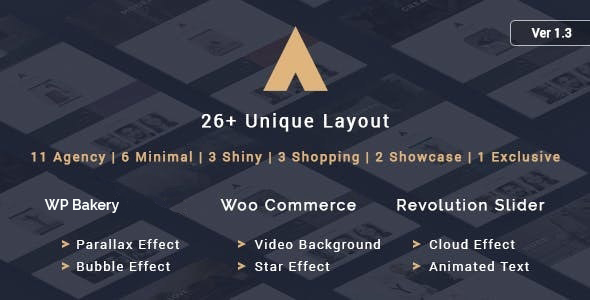 Ver 1.3
26+ Unique Layout
11 Agency | 6 Minimal | 3 Shiny | 3 Shopping | 2 Showcase | 1 Exclusive
WP Bakery
Woo Commerce
Revolution Slider
> Parallax Effect
> Video Background
> Cloud Effect
> Bubble Effect
> Star Effect
> Animated Text